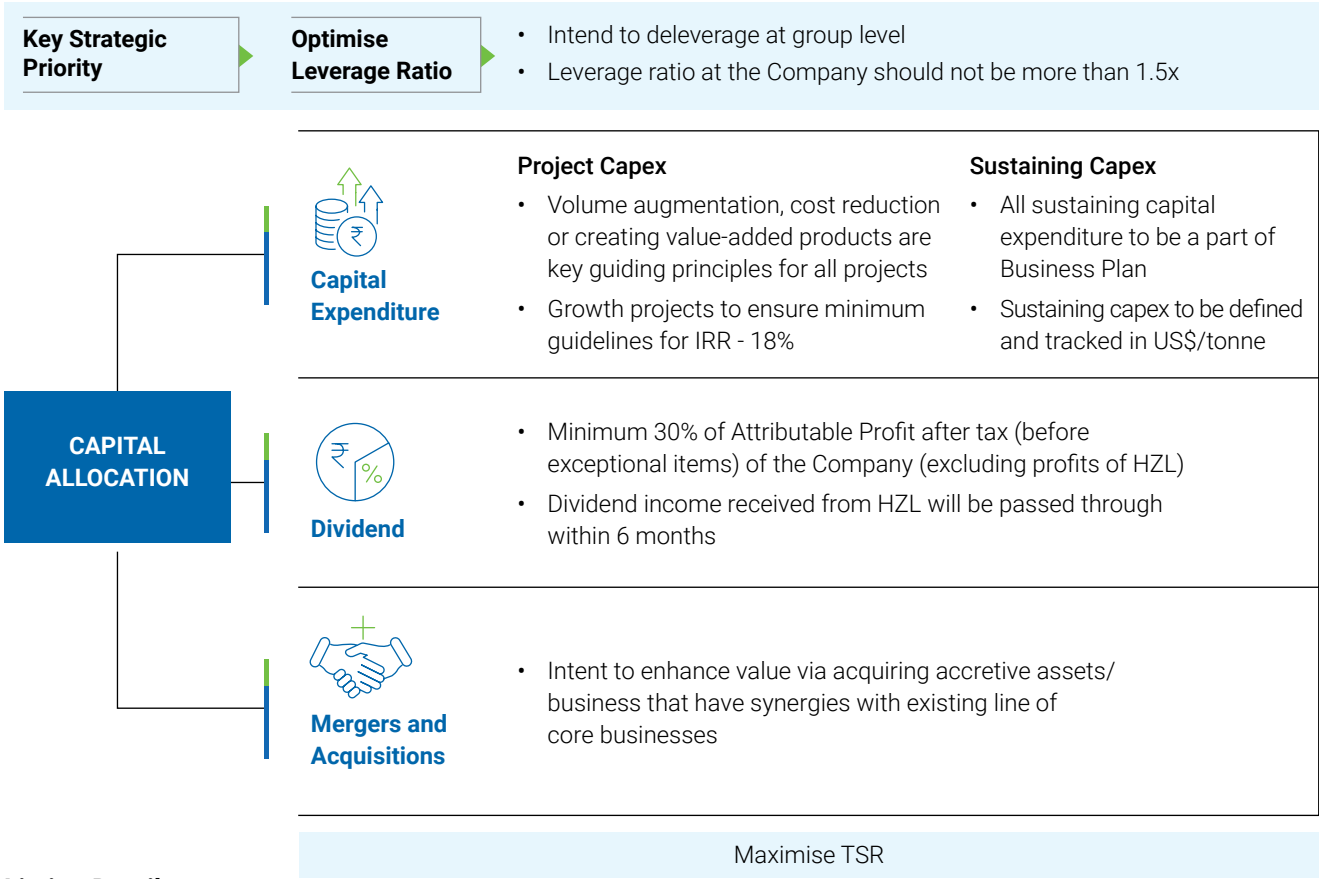 Key Strategic
Priority
Optimise
Leverage Ratio
• Intend to deleverage at group level
• Leverage ratio at the Company should not be more than 1.5x
CAPITAL
ALLOCATION
₹
Capital
Expenditure
Project Capex
• Volume augmentation, cost reduction
or creating value-added products are
key guiding principles for all projects
• Growth projects to ensure minimum
guidelines for IRR - 18%
Sustaining Capex
• All sustaining capital
expenditure to be a part of
Business Plan
• Sustaining capex to be defined
and tracked in US$/tonne
₹
%
Dividend
• Minimum 30% of Attributable Profit after tax (before
exceptional items) of the Company (excluding profits of HZL)
• Dividend income received from HZL will be passed through
within 6 months
Mergers and
Acquisitions
• Intent to enhance value via acquiring accretive assets/
business that have synergies with existing line of
core businesses
Maximise TSR